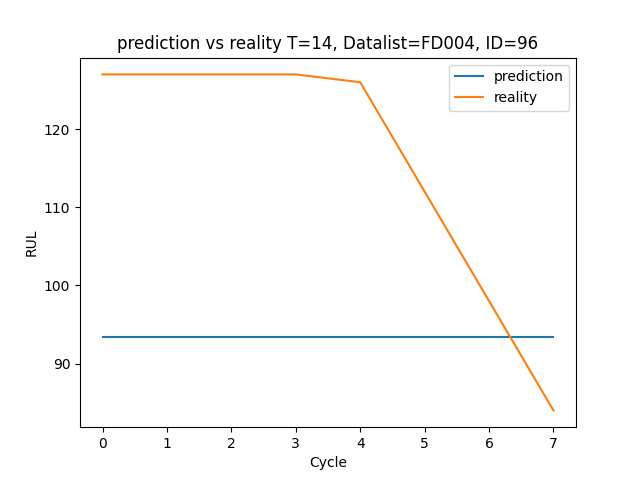 prediction vs reality T=14, Datalist=FD004, ID=96
prediction
reality
120
110
100
90
RUL
0 1 2 3 4 5 6 7
Cycle